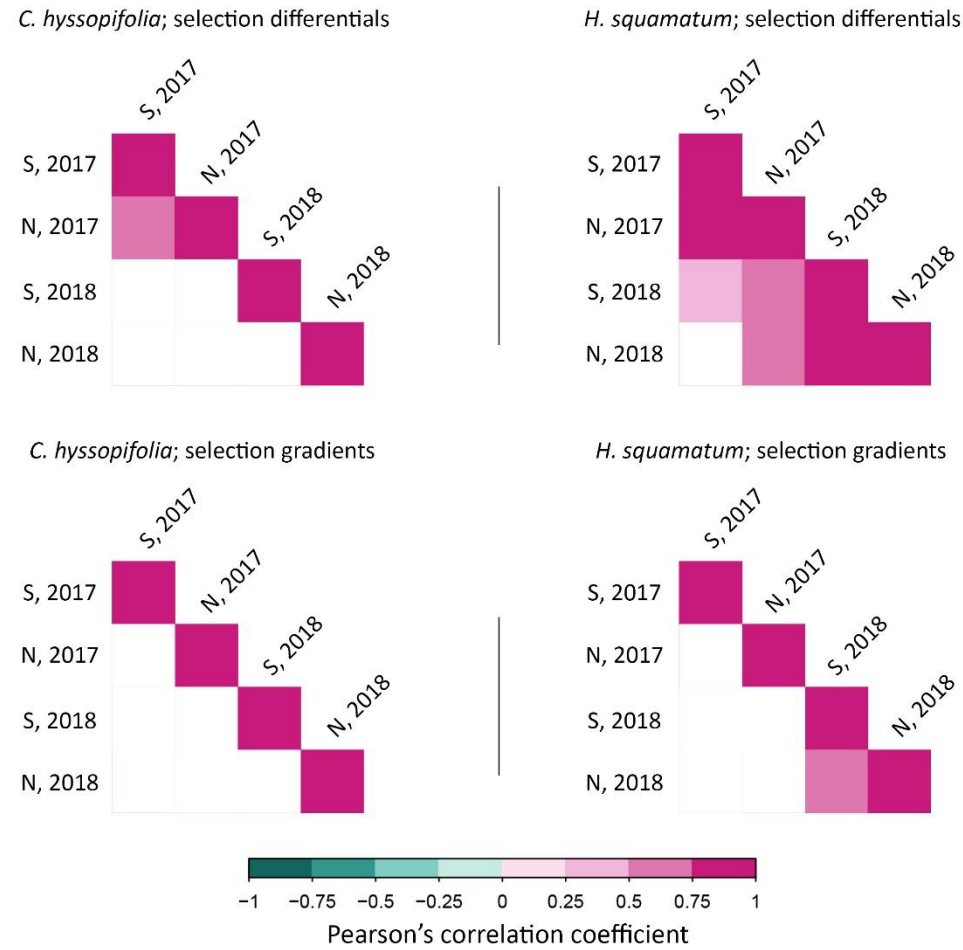 C. hyssopifolia; selection differentials
S, 2017
N, 2017
S, 2018
N, 2018
S, 2017
N, 2017
S, 2018
N, 2018
H. squamatum; selection differentials
S, 2017
N, 2017
S, 2018
N, 2018
S, 2017
N, 2017
S, 2018
N, 2018
C. hyssopifolia; selection gradients
S, 2017
N, 2017
S, 2018
N, 2018
S, 2017
N, 2017
S, 2018
N, 2018
H. squamatum; selection gradients
S, 2017
N, 2017
S, 2018
N, 2018
S, 2017
N, 2017
S, 2018
N, 2018
−1 −0.75 −0.5 −0.25 0 0.25 0.5 0.75 1
Pearson’s correlation coefficient